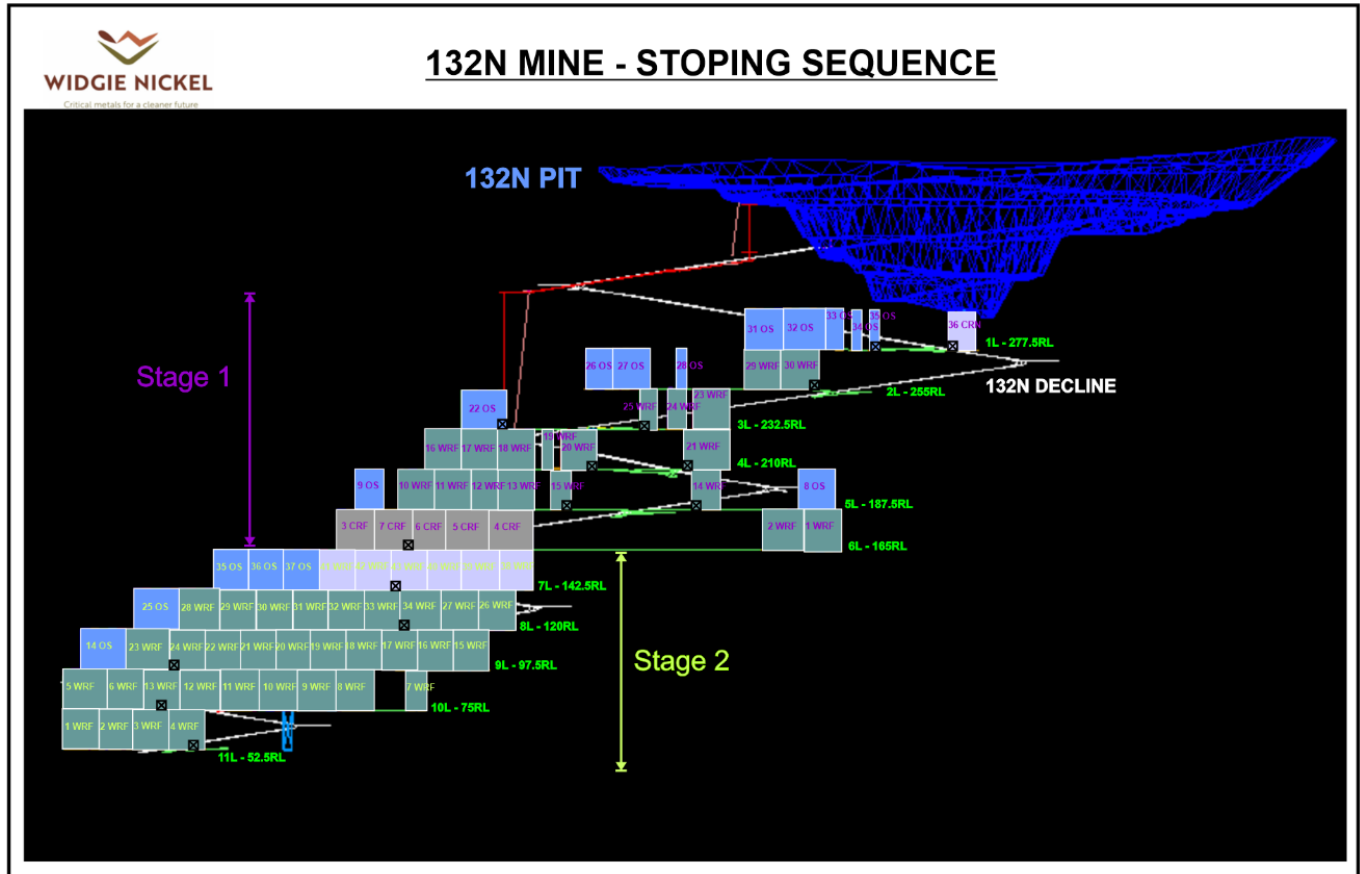 WIDGIE NICKEL
Critical metals for a cleaner future
132N MINE - STOPING SEQUENCE
132N PIT
Stage 1
31 OS 32 OS 33 OS 34 OS 35 OS 36 CRN
1L - 277.5RL
132N DECLINE
26 OS 27 OS 28 OS 29 WRF 30 WRF
2L - 255RL
22 OS 25 WRF 24 WRF 23 WRF
3L - 232.5RL
16 WRF 17 WRF 18 WRF 19 WRF 20 WRF 21 WRF
4L - 210RL
9 OS 10 WRF 11 WRF 12 WRF 13 WRF 15 WRF 14 WRF 8 OS
5L - 187.5RL
3 CRF 7 CRF 6 CRF 5 CRF 4 CRF 2 WRF 1 WRF
6L - 165RL
35 OS 36 OS 37 OS
7L - 142.5RL
25 OS 28 WRF 29 WRF 30 WRF 31 WRF 32 WRF 33 WRF 34 WRF 27 WRF 26 WRF
8L - 120RL
14 OS 23 WRF 24 WRF 22 WRF 21 WRF 20 WRF 19 WRF 18 WRF 17 WRF 16 WRF 15 WRF
9L - 97.5RL
Stage 2
5 WRF 6 WRF 13 WRF 12 WRF 11 WRF 10 WRF 9 WRF 8 WRF 7 WRF
10L - 75RL
1 WRF 2 WRF 3 WRF 4 WRF
11L - 52.5RL